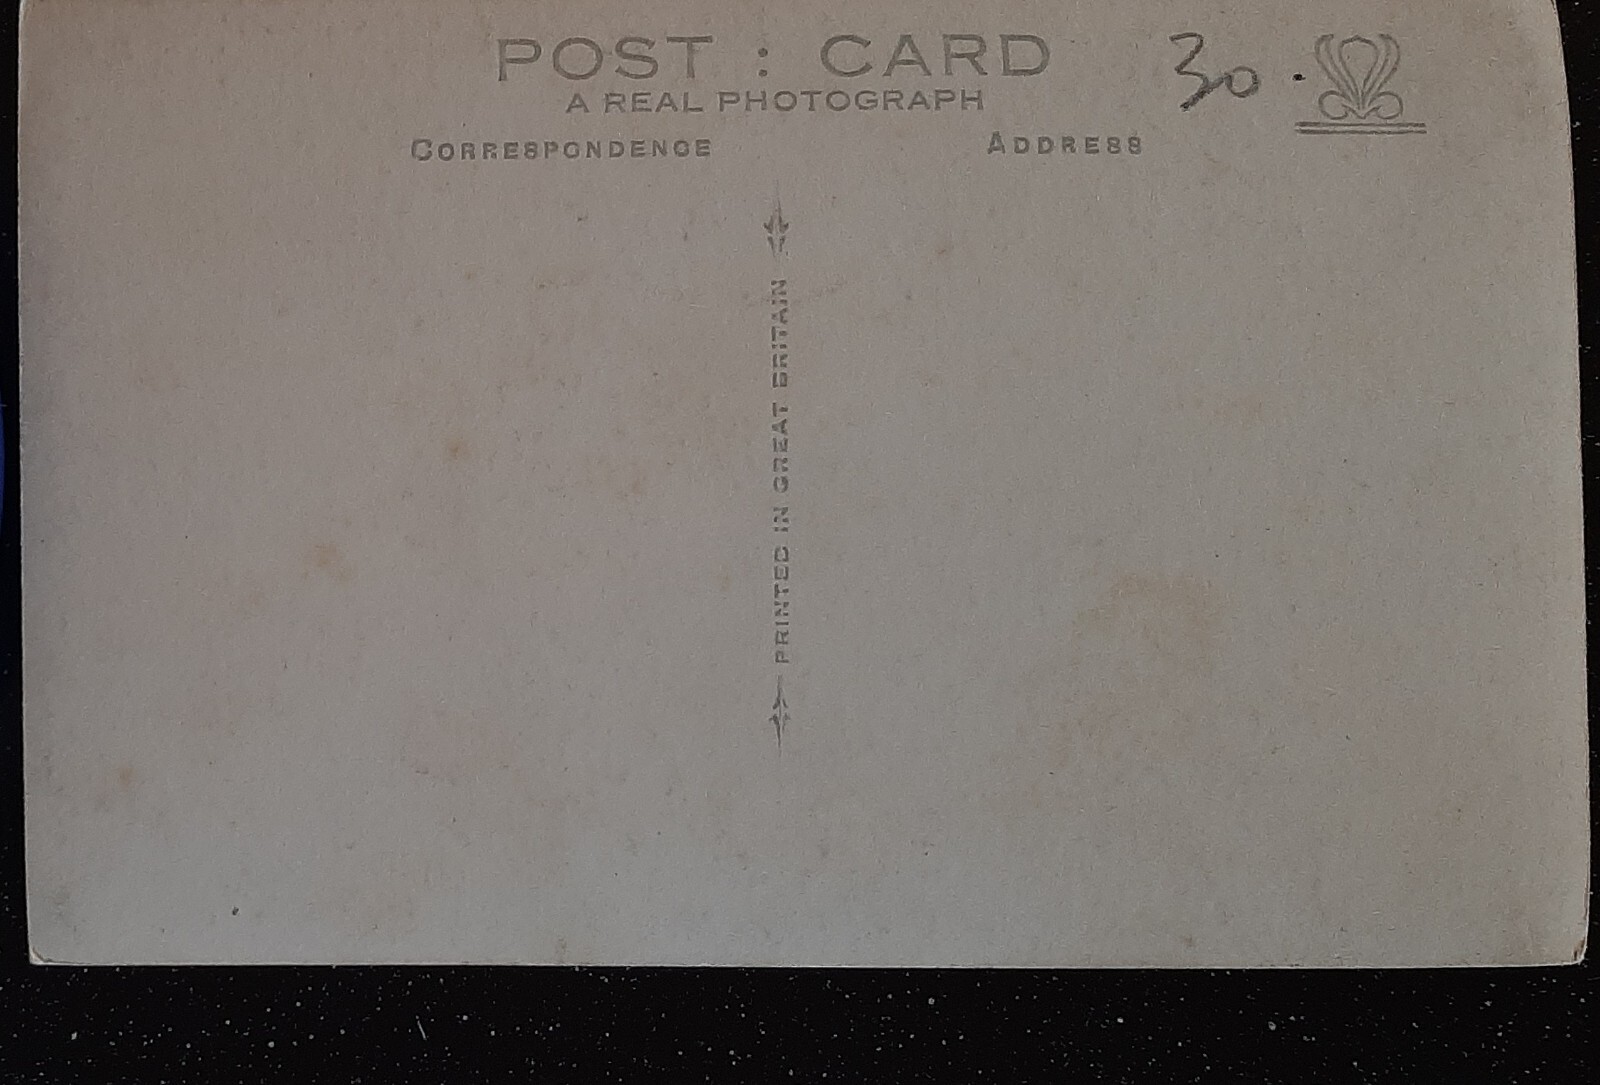 POST : CARD
30.
A REAL PHOTOGRAPH
CORRESPONDENCE
ADDRESS
PRINTED IN GREAT BRITAIN